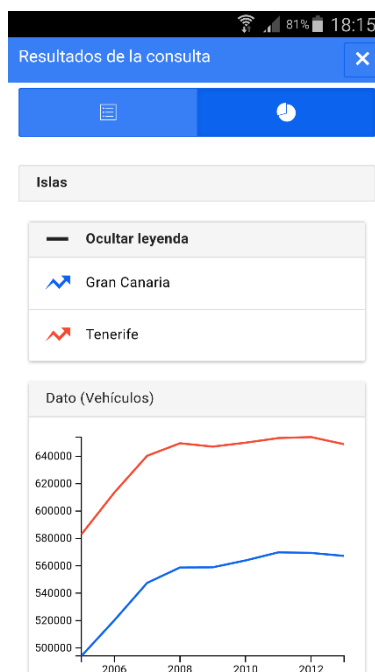 81% 18:15
Resultados de la consulta
Islas
Ocultar leyenda
Gran Canaria
Tenerife
Dato (Vehículos)
640000
620000
600000
580000
560000
540000
520000
500000
2006 2008 2010 2012